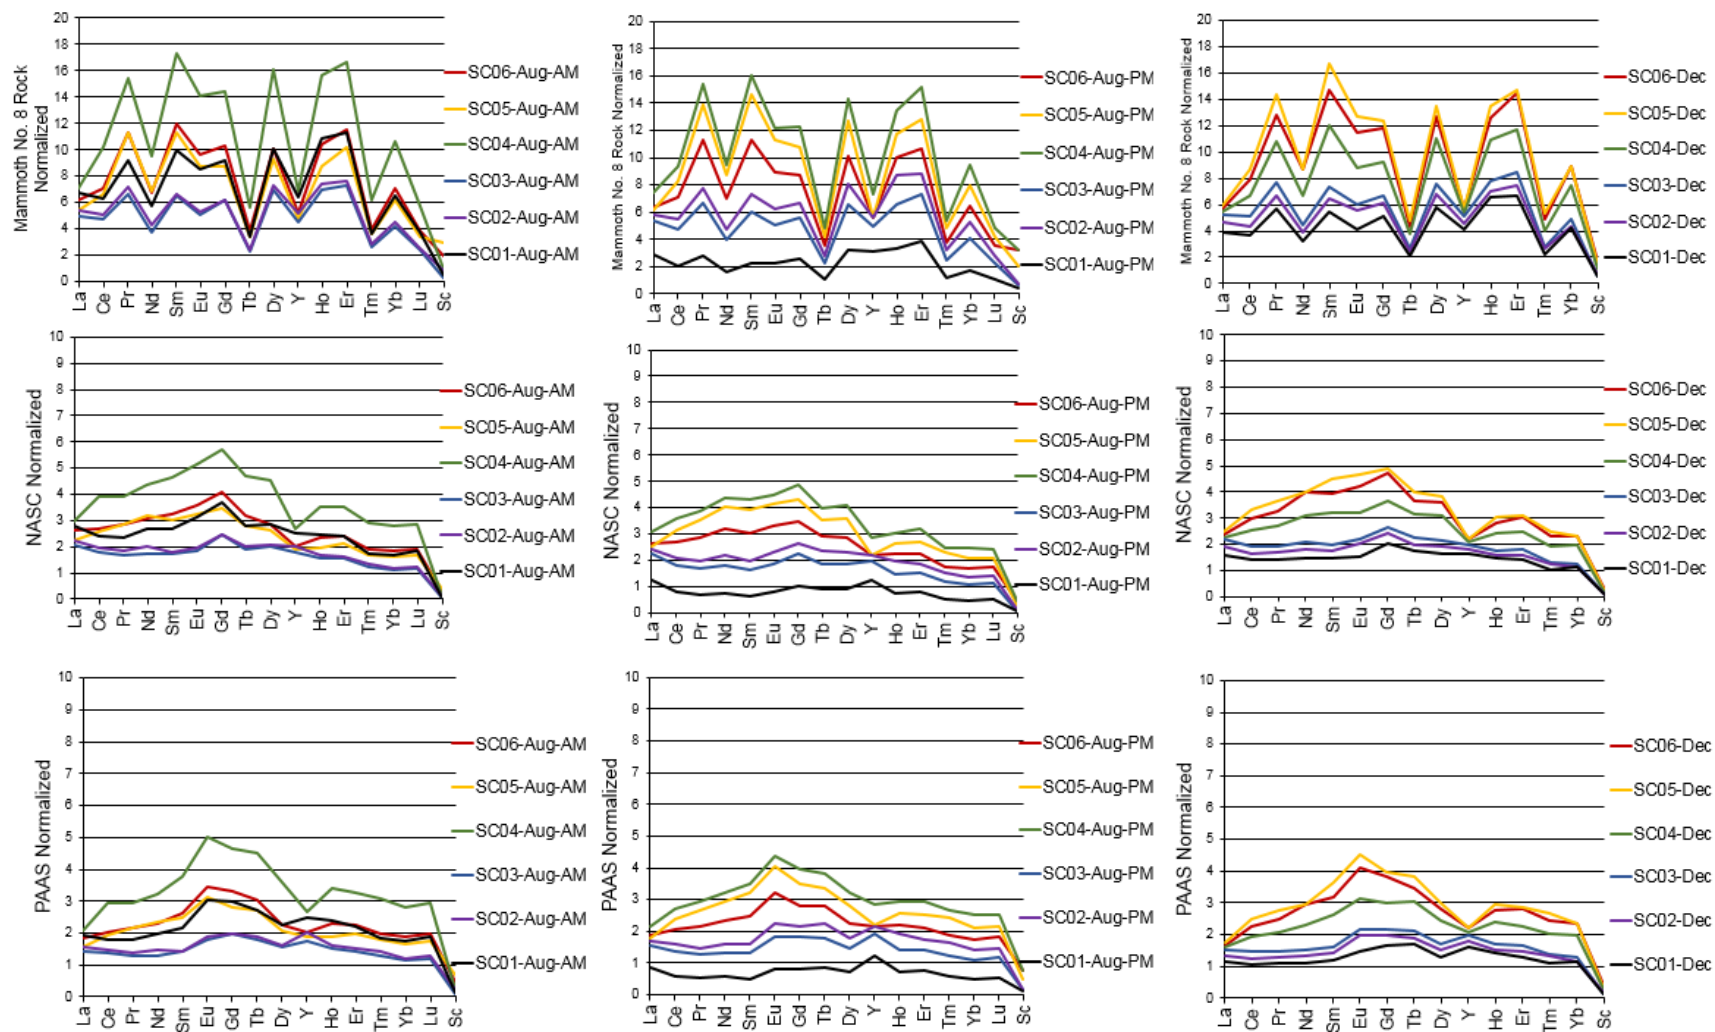 Mammoth No. 8 Rock
Normalized
20
18
16
14
12
10
8
6
4
2
0
La Ce Pr Nd Sm Eu Gd Tb Dy Y Ho Er Tm Yb Lu Sc
SC06-Aug-AM
SC05-Aug-AM
SC04-Aug-AM
SC03-Aug-AM
SC02-Aug-AM
SC01-Aug-AM
Mammoth No. 8 Rock Normalized
20
18
16
14
12
10
8
6
4
2
0
La Ce Pr Nd Sm Eu Gd Tb Dy Y Ho Er Tm Yb Lu Sc
SC06-Aug-PM
SC05-Aug-PM
SC04-Aug-PM
SC03-Aug-PM
SC02-Aug-PM
SC01-Aug-PM
Mammoth No. 8 Rock Normalized
20
18
16
14
12
10
8
6
4
2
0
La Ce Pr Nd Sm Eu Gd Tb Dy Y Ho Er Tm Yb Sc
SC06-Dec
SC05-Dec
SC04-Dec
SC03-Dec
SC02-Dec
SC01-Dec
NASC Normalized
10
9
8
7
6
5
4
3
2
1
0
La Ce Pr Nd Sm Eu Gd Tb Dy Y Ho Er Tm Yb Lu Sc
SC06-Aug-AM
SC05-Aug-AM
SC04-Aug-AM
SC03-Aug-AM
SC02-Aug-AM
SC01-Aug-AM
NASC Normalized
10
9
8
7
6
5
4
3
2
1
0
La Ce Pr Nd Sm Eu Gd Tb Dy Y Ho Er Tm Yb Lu Sc
SC06-Aug-PM
SC05-Aug-PM
SC04-Aug-PM
SC03-Aug-PM
SC02-Aug-PM
SC01-Aug-PM
NASC Normalized
10
9
8
7
6
5
4
3
2
1
0
La Ce Pr Nd Sm Eu Gd Tb Dy Y Ho Er Tm Yb Sc
SC06-Dec
SC05-Dec
SC04-Dec
SC03-Dec
SC02-Dec
SC01-Dec
PAAS Normalized
10
9
8
7
6
5
4
3
2
1
0
La Ce Pr Nd Sm Eu Gd Tb Dy Y Ho Er Tm Yb Lu Sc
SC06-Aug-AM
SC05-Aug-AM
SC04-Aug-AM
SC03-Aug-AM
SC02-Aug-AM
SC01-Aug-AM
PAAS Normalized
10
9
8
7
6
5
4
3
2
1
0
La Ce Pr Nd Sm Eu Gd Tb Dy Y Ho Er Tm Yb Lu Sc
SC06-Aug-PM
SC05-Aug-PM
SC04-Aug-PM
SC03-Aug-PM
SC02-Aug-PM
SC01-Aug-PM
PAAS Normalized
10
9
8
7
6
5
4
3
2
1
0
La Ce Pr Nd Sm Eu Gd Tb Dy Y Ho Er Tm Yb Sc
SC06-Dec
SC05-Dec
SC04-Dec
SC03-Dec
SC02-Dec
SC01-Dec